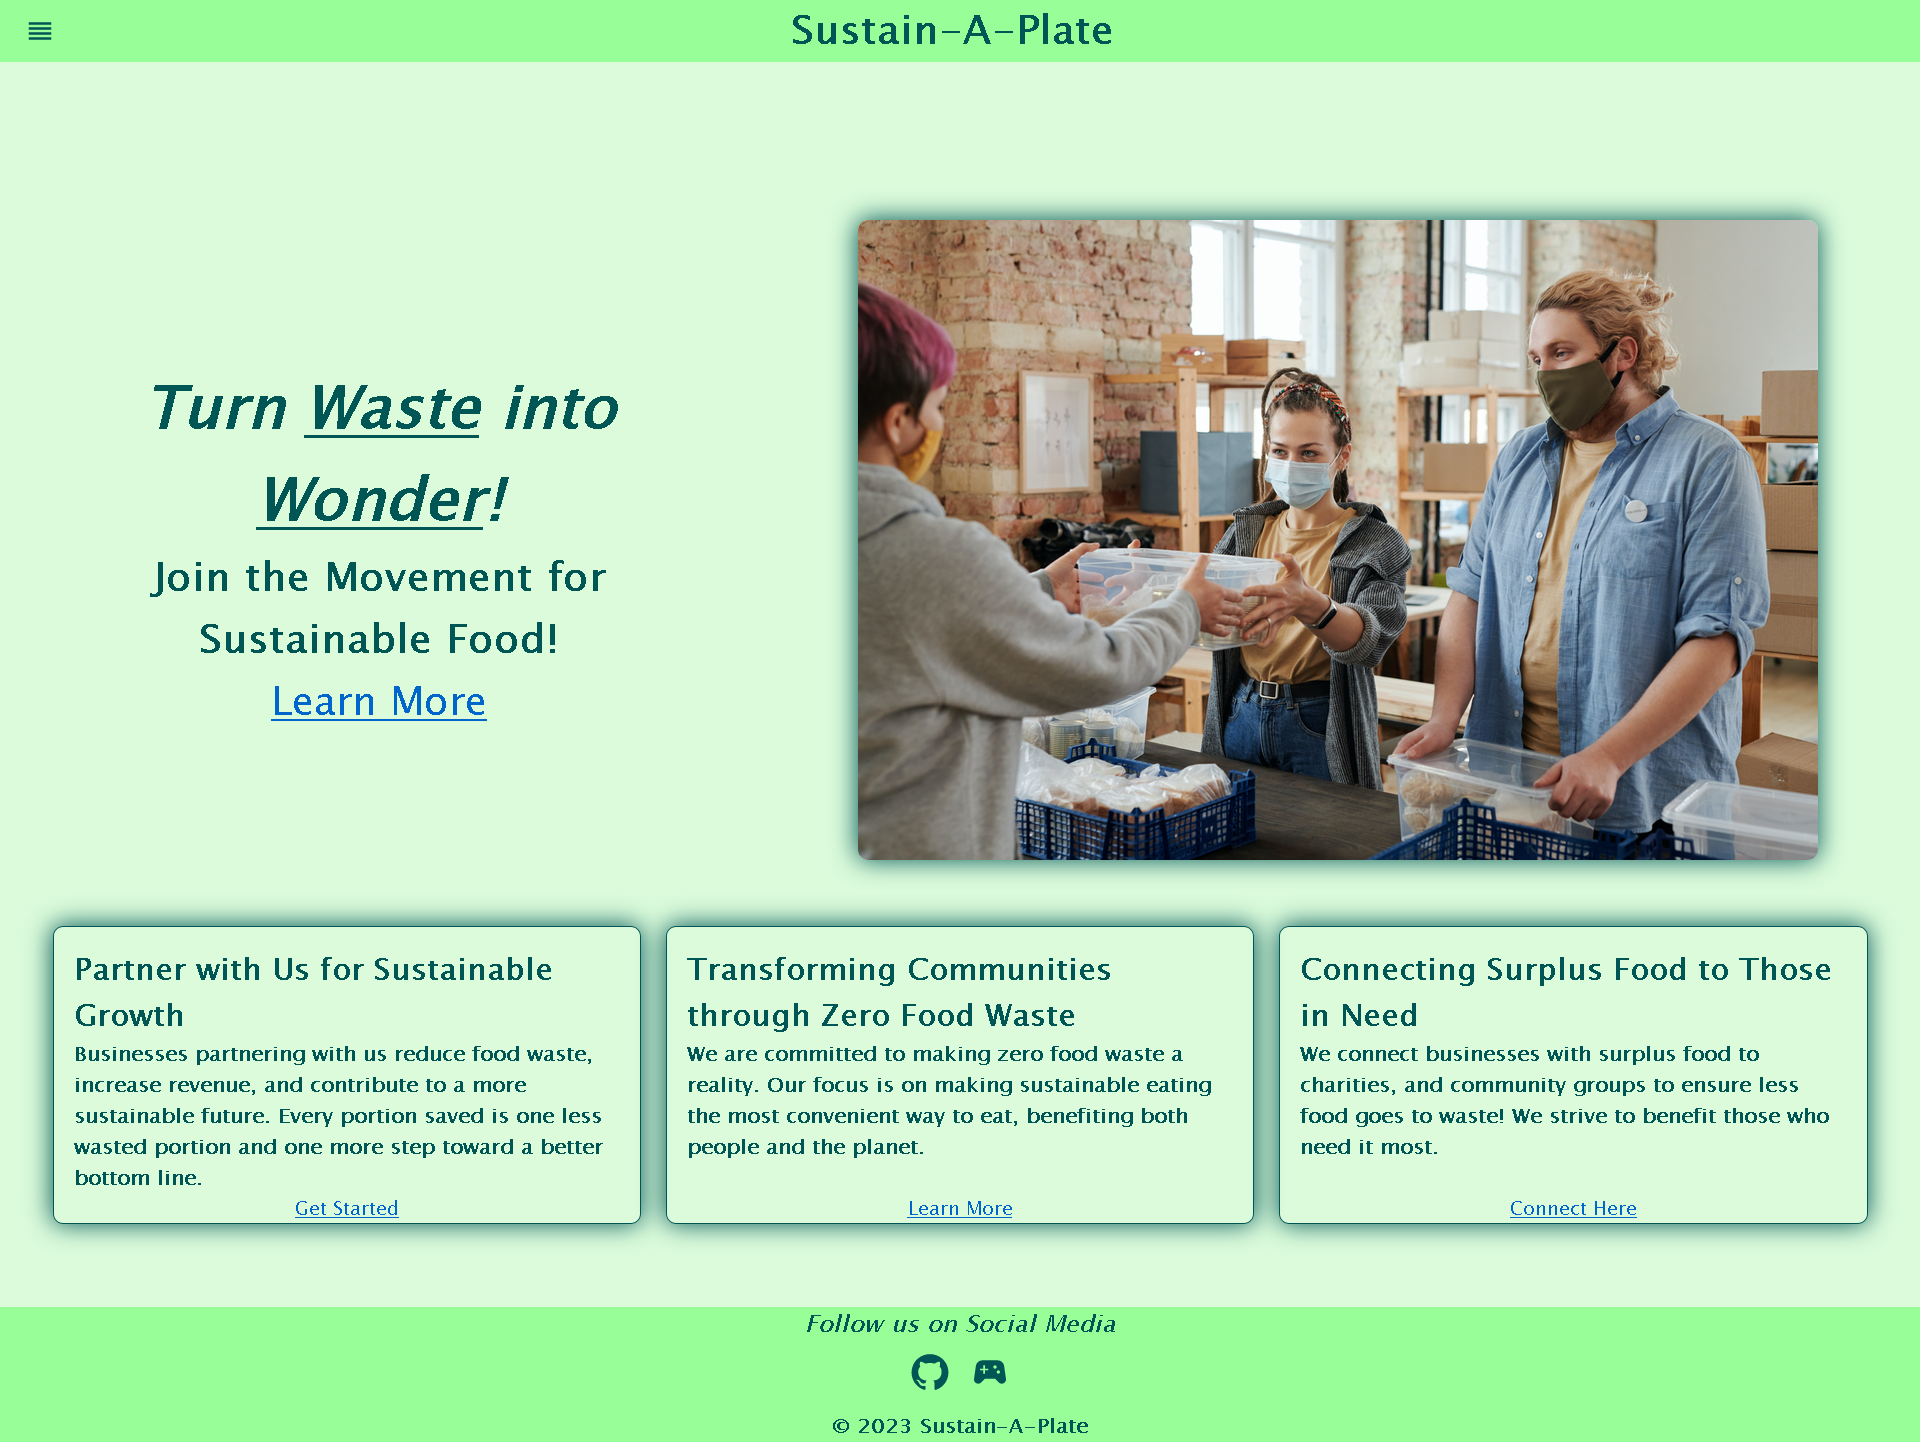 Sustain-A-Plate
Turn Waste into
Wonder!
Join the Movement for
Sustainable Food!
Learn More
Partner with Us for Sustainable
Growth
Businesses partnering with us reduce food waste,
increase revenue, and contribute to a more
sustainable future. Every portion saved is one less
wasted portion and one more step toward a better
bottom line.
Get Started
Transforming Communities
through Zero Food Waste
We are committed to making zero food waste a
reality. Our focus is on making sustainable eating
the most convenient way to eat, benefiting both
people and the planet.
Learn More
Connecting Surplus Food to Those
in Need
We connect businesses with surplus food to
charities, and community groups to ensure less
food goes to waste! We strive to benefit those who
need it most.
Connect Here
Follow us on Social Media
© 2023 Sustain-A-Plate